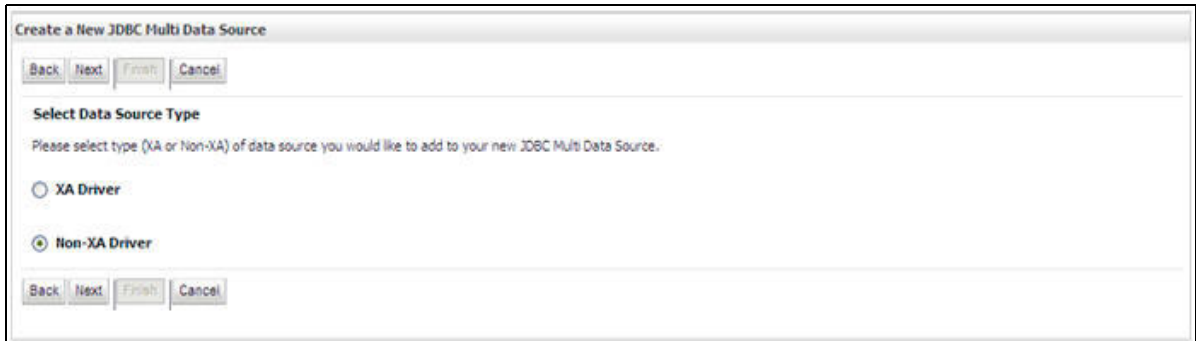 Create a New JDBC Multi Data Source
Back Next Finish Cancel
Select Data Source Type
Please select type (XA or Non-XA) of data source you would like to add to your new JDBC Multi Data Source.
XA Driver
Non-XA Driver
Back Next Finish Cancel